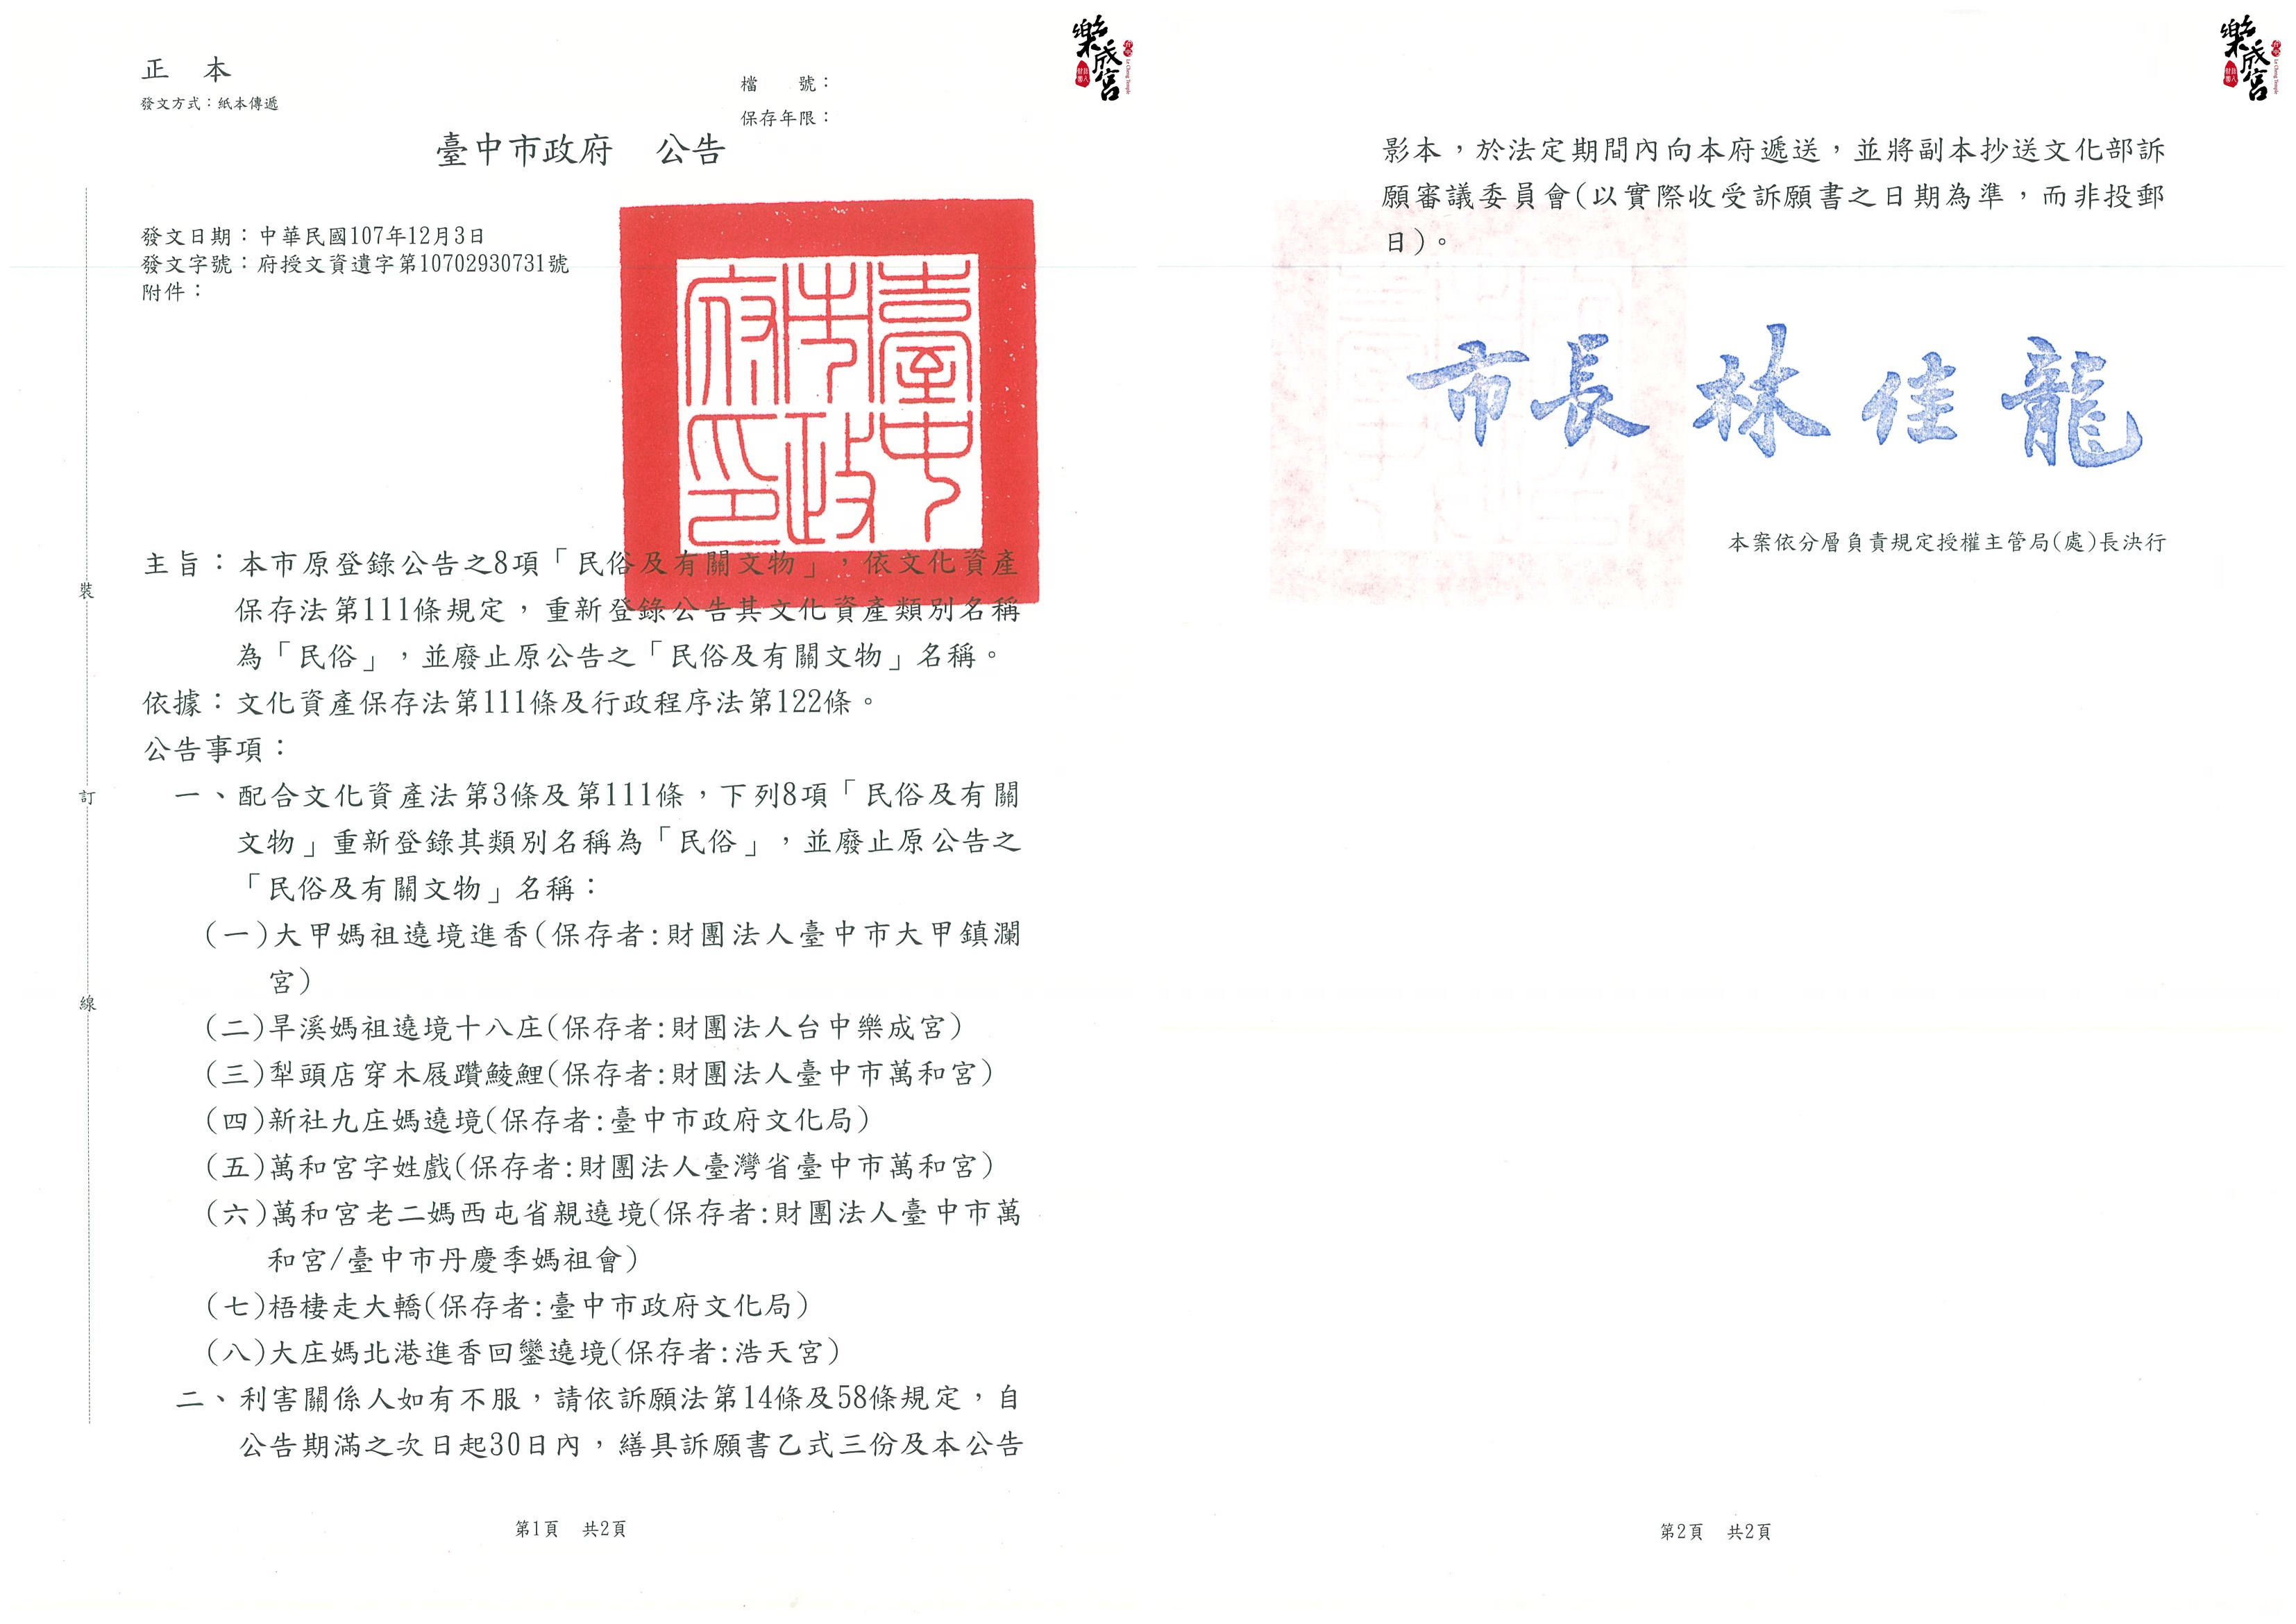 正　本
發文方式：紙本傳遞
檔　　號：
保存年限：
樂成宮
財團法人
Le Cheng Temple
臺中市政府　公告
發文日期：中華民國107年12月3日
發文字號：府授文資遺字第10702930731號
附件：
臺中市政府印
主旨：本市原登錄公告之8項「民俗及有關文物」，依文化資產
保存法第111條規定，重新登錄公告其文化資產類別名稱
為「民俗」，並廢止原公告之「民俗及有關文物」名稱。
依據：文化資產保存法第111條及行政程序法第122條。
公告事項：
一、配合文化資產法第3條及第111條，下列8項「民俗及有關
文物」重新登錄其類別名稱為「民俗」，並廢止原公告之
「民俗及有關文物」名稱：
(一)大甲媽祖遶境進香(保存者:財團法人臺中市大甲鎮瀾
宮)
(二)旱溪媽祖遶境十八庄(保存者:財團法人台中樂成宮)
(三)犁頭店穿木屐躦鯪鯉(保存者:財團法人臺中市萬和宮)
(四)新社九庄媽遶境(保存者:臺中市政府文化局)
(五)萬和宮字姓戲(保存者:財團法人臺灣省臺中市萬和宮)
(六)萬和宮老二媽西屯省親遶境(保存者:財團法人臺中市萬
和宮/臺中市丹慶季媽祖會)
(七)梧棲走大轎(保存者:臺中市政府文化局)
(八)大庄媽北港進香回鑾遶境(保存者:浩天宮)
二、利害關係人如有不服，請依訴願法第14條及58條規定，自
公告期滿之次日起30日內，繕具訴願書乙式三份及本公告
裝
訂
線
第1頁　共2頁
樂成宮
財團法人
Le Cheng Temple
影本，於法定期間內向本府遞送，並將副本抄送文化部訴
願審議委員會(以實際收受訴願書之日期為準，而非投郵
日)。
市長 林佳龍
本案依分層負責規定授權主管局(處)長決行
第2頁　共2頁